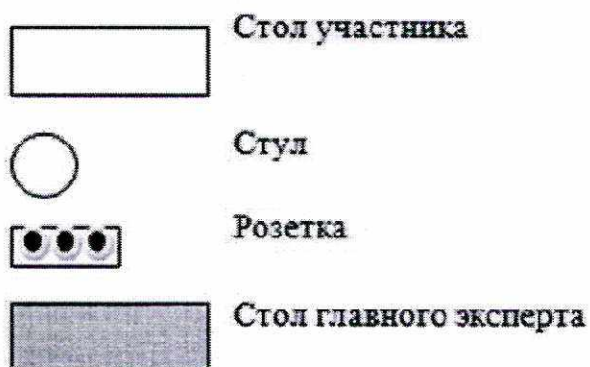 Стол участника
Стул
Розетка
Стол главного эксперта